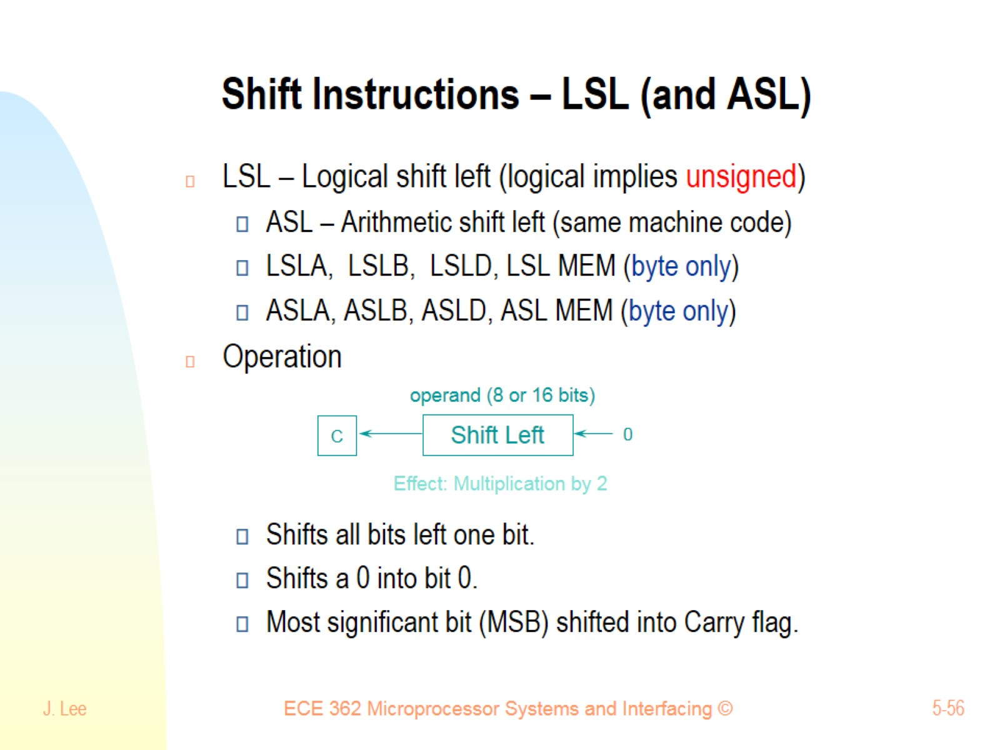 Shift Instructions – LSL (and ASL)
LSL – Logical shift left (logical implies unsigned)
ASL – Arithmetic shift left (same machine code)
LSLA, LSLB, LSLD, LSL MEM (byte only)
ASLA, ASLB, ASLD, ASL MEM (byte only)
Operation
operand (8 or 16 bits)
C Shift Left 0
Effect: Multiplication by 2
Shifts all bits left one bit.
Shifts a 0 into bit 0.
Most significant bit (MSB) shifted into Carry flag.
J. Lee ECE 362 Microprocessor Systems and Interfacing © 5-56